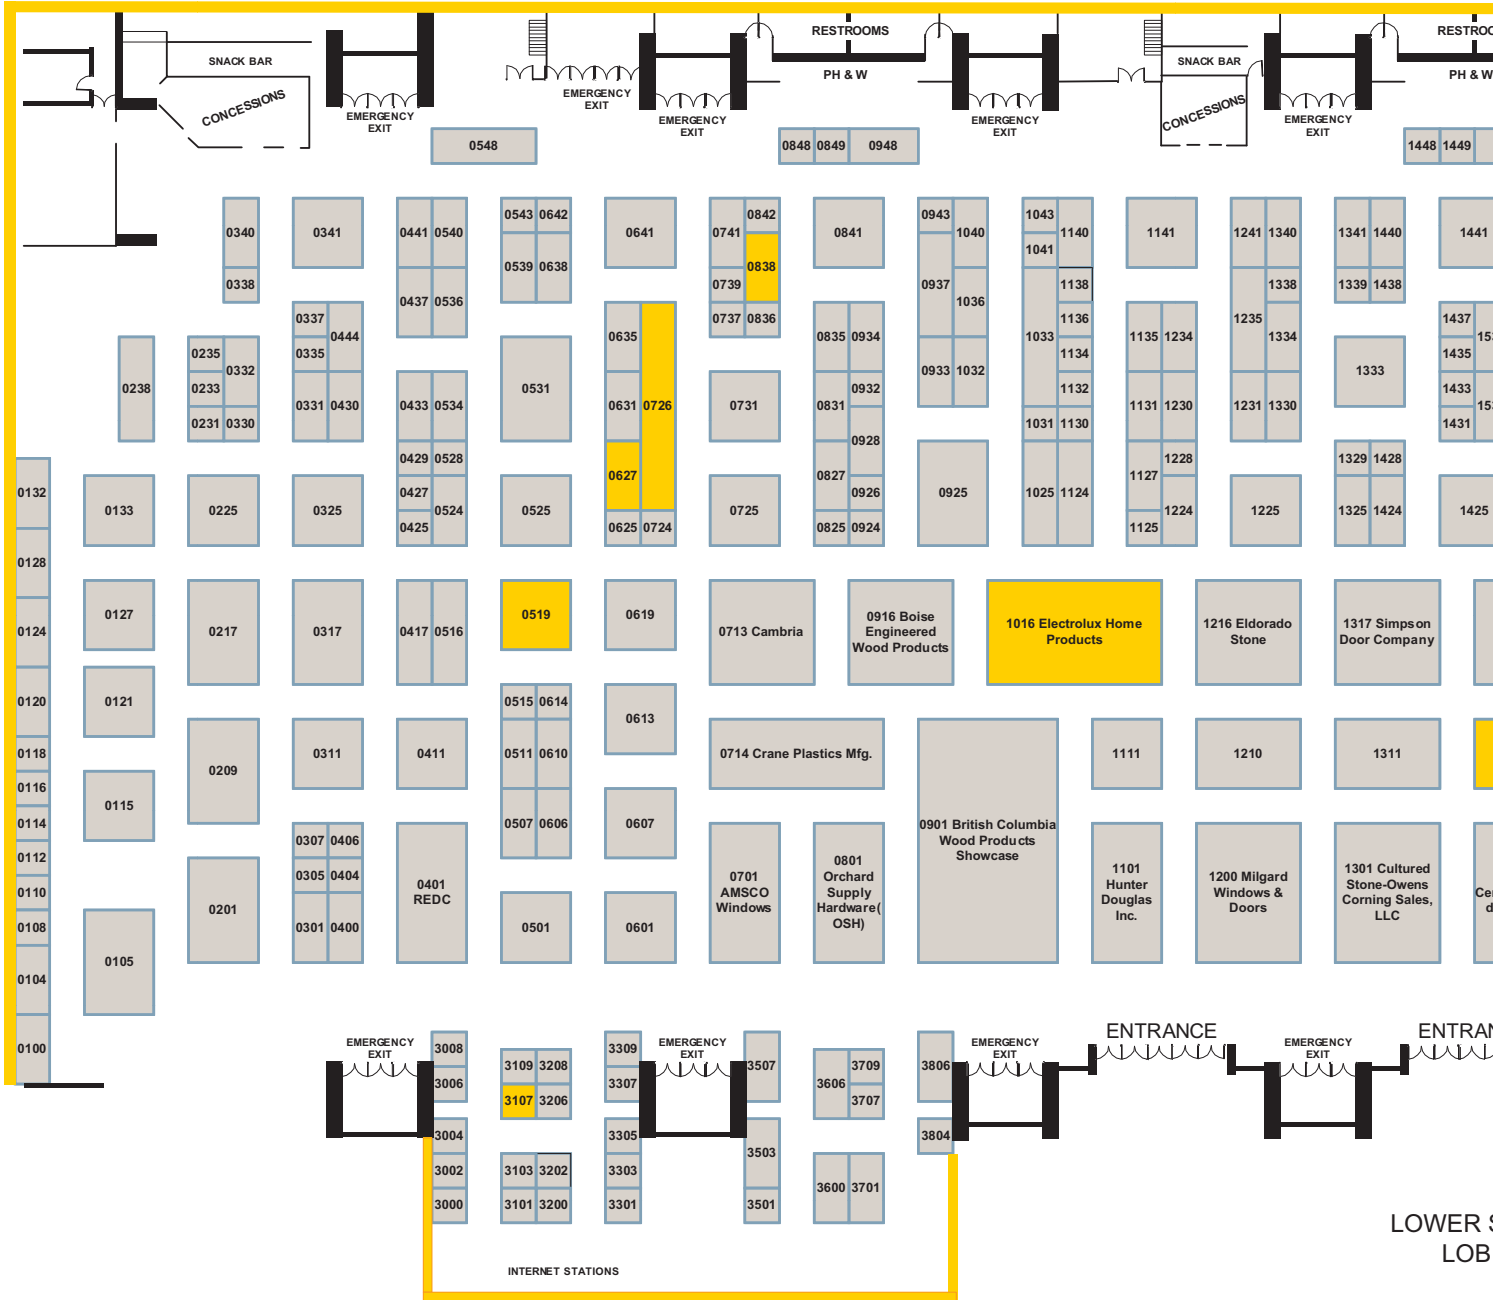 RESTROOMS
SNACK BAR
PH & W
CONCESSIONS
EMERGENCY
EXIT
EMERGENCY
EXIT
EMERGENCY
EXIT
EMERGENCY
EXIT
SNACK BAR
CONCESSIONS
EMERGENCY
EXIT
PH & W
0548
0848 0849 0948
1448 1449
0340
0341
0441 0540
0543 0642
0641
0741
0842
0841
0943
1040
1043
1041
1140
1141
1241 1340
1341 1440
1441
0338
0437 0536
0539 0638
0739
0838
0937
1036
1138
1338
1339 1438
0337
0444
0335
0635
0726
0737 0836
0835 0934
1033
1136
1134
1135 1234
1235
1334
1437
1435
0238
0235
0332
0233
0231 0330
0331 0430
0433 0534
0531
0631
0731
0831
0932
0928
0933 1032
1132
1031 1130
1131 1230
1231 1330
1333
1433
1431
0429 0528
0427
0425
0524
0627
0827
0926
0925
1025 1124
1127
1228
1224
1125
1329 1428
1325 1424
0132
0133
0225
0325
0525
0625 0724
0725
0825 0924
1225
1425
0128
0127
0124
0217
0317
0417 0516
0519
0619
0713 Cambria
0916 Boise
Engineered
Wood Products
1016 Electrolux Home
Products
1216 Eldorado
Stone
1317 Simpson
Door Company
0120
0121
0515 0614
0613
0118
0116
0209
0311
0411
0511 0610
0714 Crane Plastics Mfg.
1111
1210
1311
0115
0114
0112
0507 0606
0607
0901 British Columbia
Wood Products
Showcase
0307 0406
0305 0404
0301 0400
0401
REDC
0110
0108
0201
0501
0601
0701
AMSCO
Windows
0801
Orchard
Supply
Hardware(
OSH)
1101
Hunter
Douglas
Inc.
1200 Milgard
Windows &
Doors
1301 Cultured
Stone-Owens
Corning Sales,
LLC
0105
0104
0100
EMERGENCY
EXIT
EMERGENCY
EXIT
EMERGENCY
EXIT
ENTRANCE
EMERGENCY
EXIT
3008
3006
3109 3208
3107 3206
3309
3307
3507
3606
3709
3707
3806
3004
3002
3000
3103 3202
3101 3200
3305
3303
3301
3503
3501
3600 3701
3804
LOWER
INTERNET STATIONS